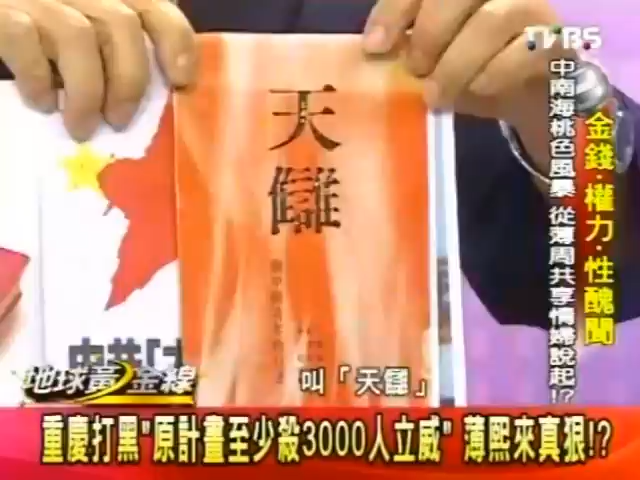 TVBS
金錢·權力·性醜聞
中南海桃色風暴 從薄周共享情婦說起!?
天讎
地球黃金線
叫「天讎」
重慶打黑"原計畫至少殺3000人立威" 薄熙來真狠!?